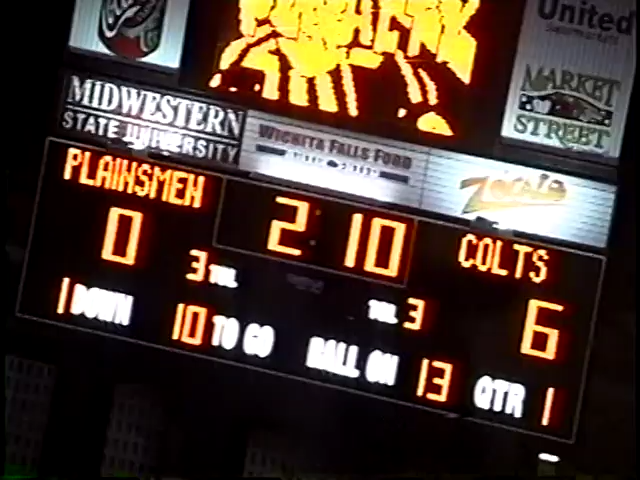 United
MARKET
STREET
MIDWESTERN
STATE UNIVERSITY
WICHITA FALLS FORD
PLAINSMEN
2:10
COLTS
0
3 TOL
TOL 3
6
1 DOWN
10 TO GO
BALL ON 13
QTR 1